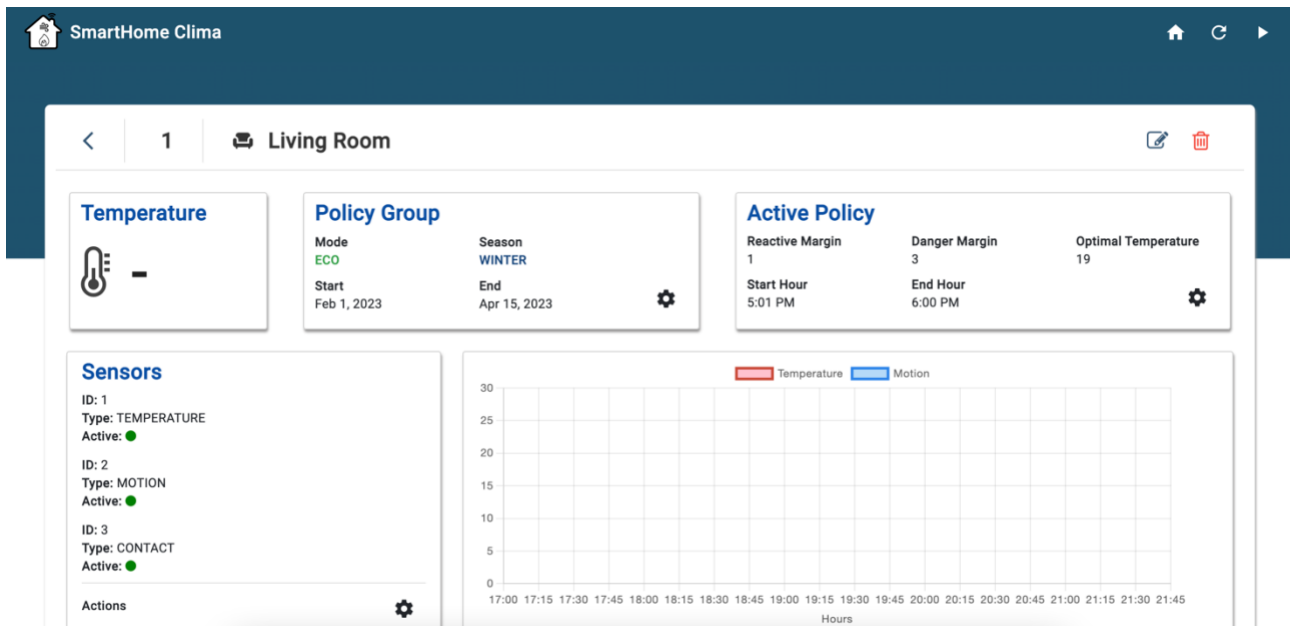 SmartHome Clima
1 Living Room
Temperature
-
Policy Group
Mode Season
ECO WINTER
Start End
Feb 1, 2023 Apr 15, 2023
Active Policy
Reactive Margin Danger Margin Optimal Temperature
1 3 19
Start Hour End Hour
5:01 PM 6:00 PM
Sensors
ID: 1
Type: TEMPERATURE
Active:
ID: 2
Type: MOTION
Active:
ID: 3
Type: CONTACT
Active:
Actions
Temperature Motion
30
25
20
15
10
5
0
17:00 17:15 17:30 17:45 18:00 18:15 18:30 18:45 19:00 19:15 19:30 19:45 20:00 20:15 20:30 20:45 21:00 21:15 21:30 21:45
Hours